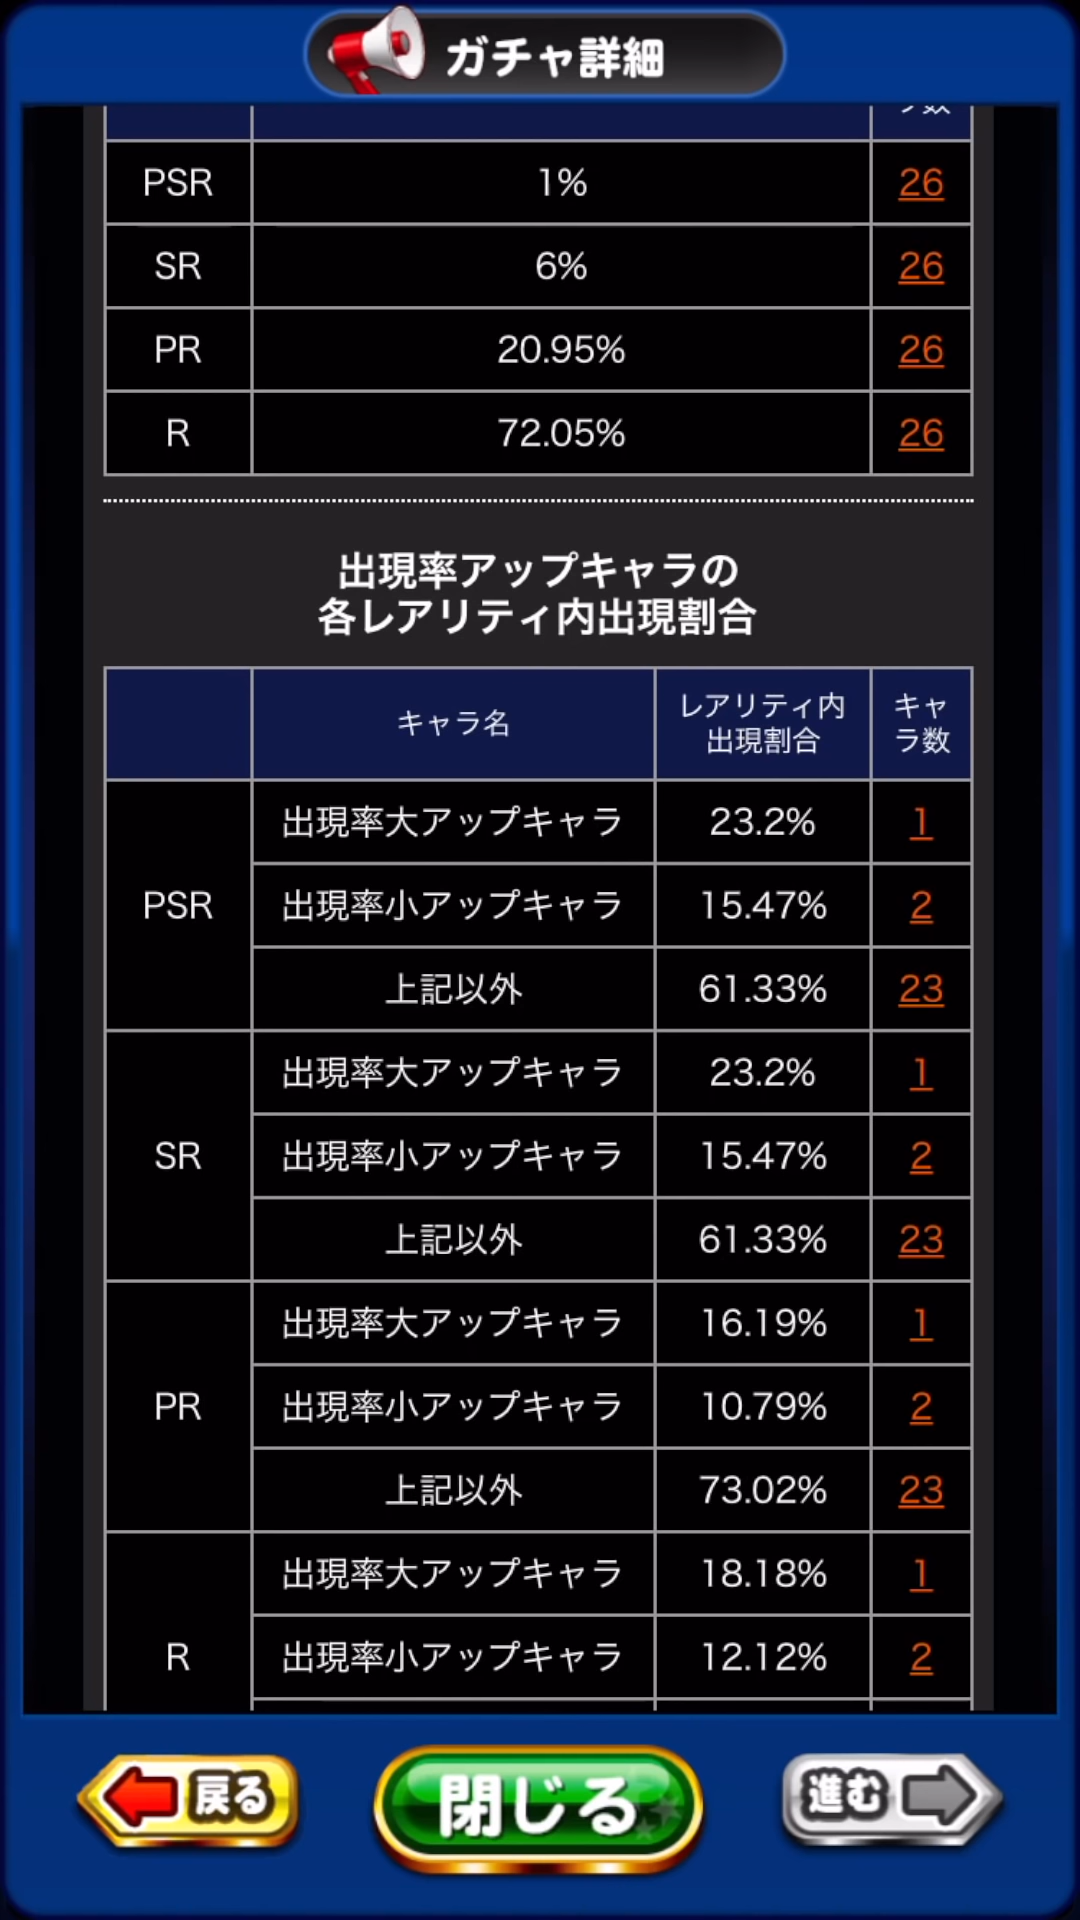 ガチャ詳細
ラ数
PSR 1% 26
SR 6% 26
PR 20.95% 26
R 72.05% 26
出現率アップキャラの
各レアリティ内出現割合
キャラ名 レアリティ内出現割合 キャラ数
PSR
出現率大アップキャラ 23.2% 1
出現率小アップキャラ 15.47% 2
上記以外 61.33% 23
SR
出現率大アップキャラ 23.2% 1
出現率小アップキャラ 15.47% 2
上記以外 61.33% 23
PR
出現率大アップキャラ 16.19% 1
出現率小アップキャラ 10.79% 2
上記以外 73.02% 23
R
出現率大アップキャラ 18.18% 1
出現率小アップキャラ 12.12% 2
戻る 閉じる 進む